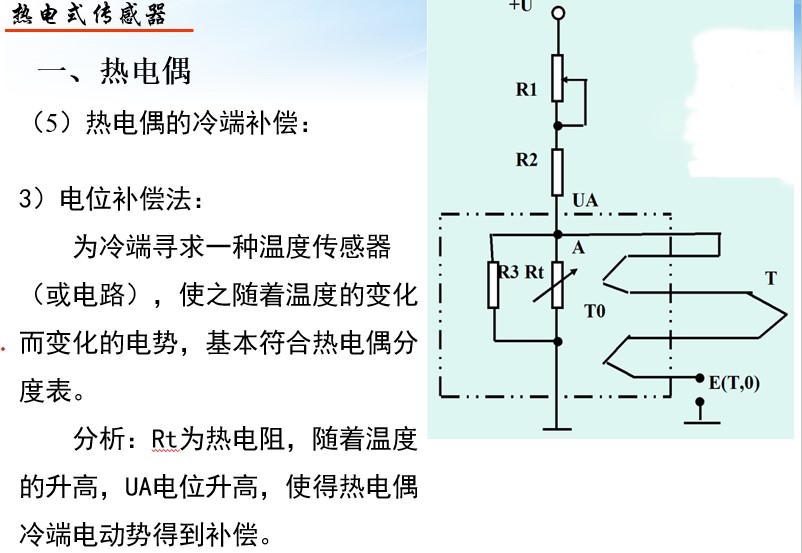 热电式传感器
一、热电偶
（5）热电偶的冷端补偿：
3）电位补偿法：
为冷端寻求一种温度传感器
（或电路），使之随着温度的变化
而变化的电势，基本符合热电偶分
度表。
分析：Rt为热电阻，随着温度
的升高，UA电位升高，使得热电偶
冷端电动势得到补偿。
+U
R1
R2
UA
A
R3 Rt
T
T0
E(T,0)